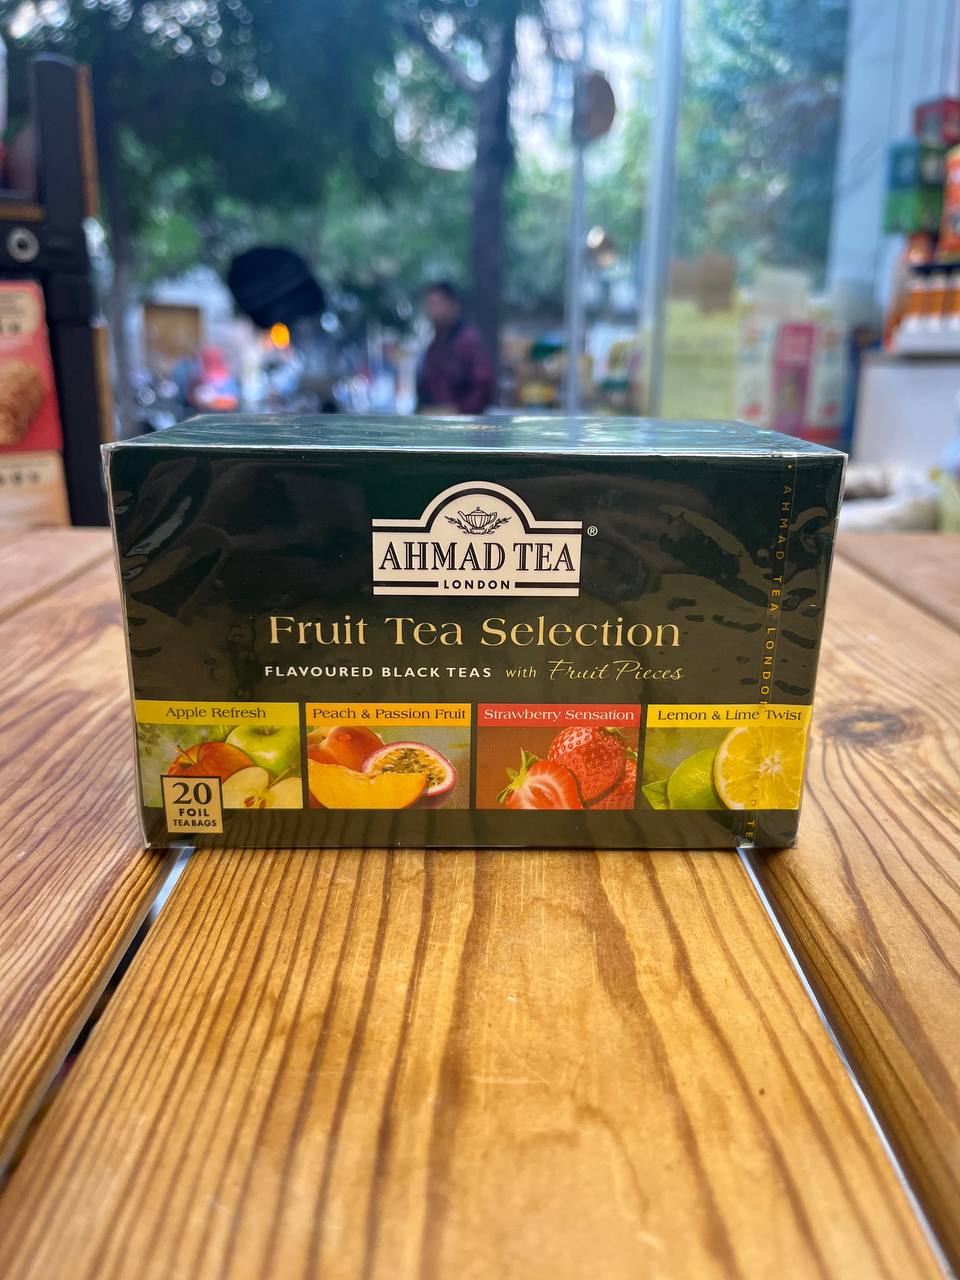 AHMAD TEA ®
LONDON
Fruit Tea Selection
FLAVOURED BLACK TEAS with Fruit Pieces
Apple Refresh
Peach & Passion Fruit
Strawberry Sensation
Lemon & Lime Twist
20
FOIL
TEA BAGS
AHMAD TEA LONDON